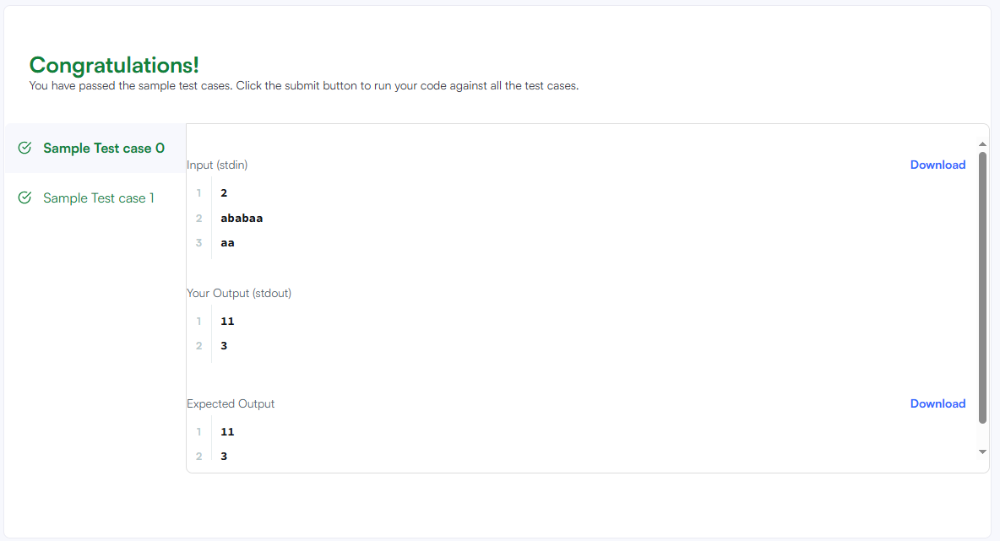 Congratulations!
You have passed the sample test cases. Click the submit button to run your code against all the test cases.
Sample Test case 0
Sample Test case 1
Input (stdin)
Download
1 2
2 ababaa
3 aa
Your Output (stdout)
1 11
2 3
Expected Output
Download
1 11
2 3